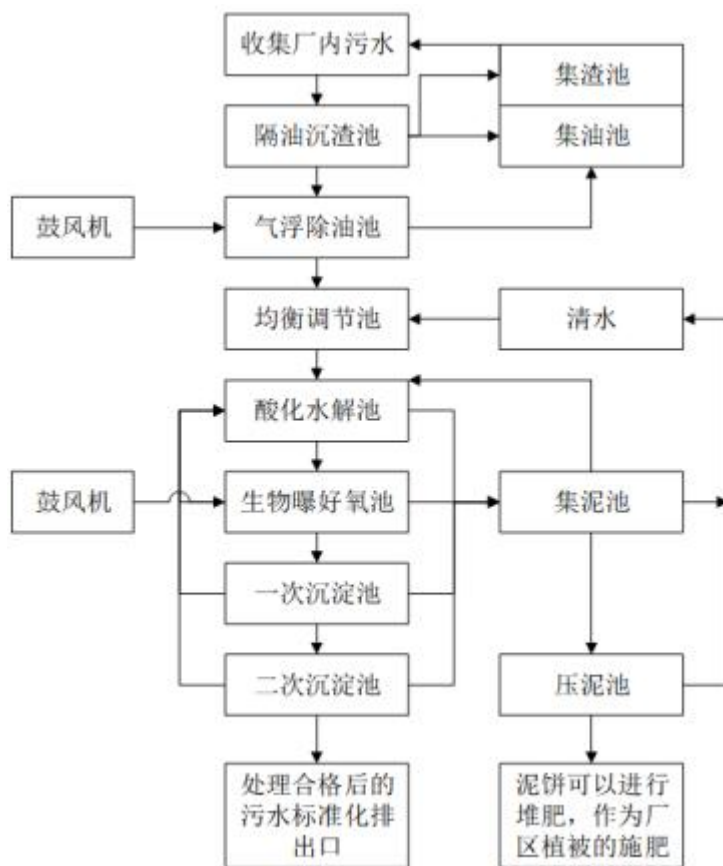 收集厂内污水
集渣池
隔油沉渣池
集油池
鼓风机
气浮除油池
均衡调节池
清水
酸化水解池
鼓风机
生物曝好氧池
集泥池
一次沉淀池
二次沉淀池
压泥池
处理合格后的
污水标准化排
出口
泥饼可以进行
堆肥，作为厂
区植被的施肥